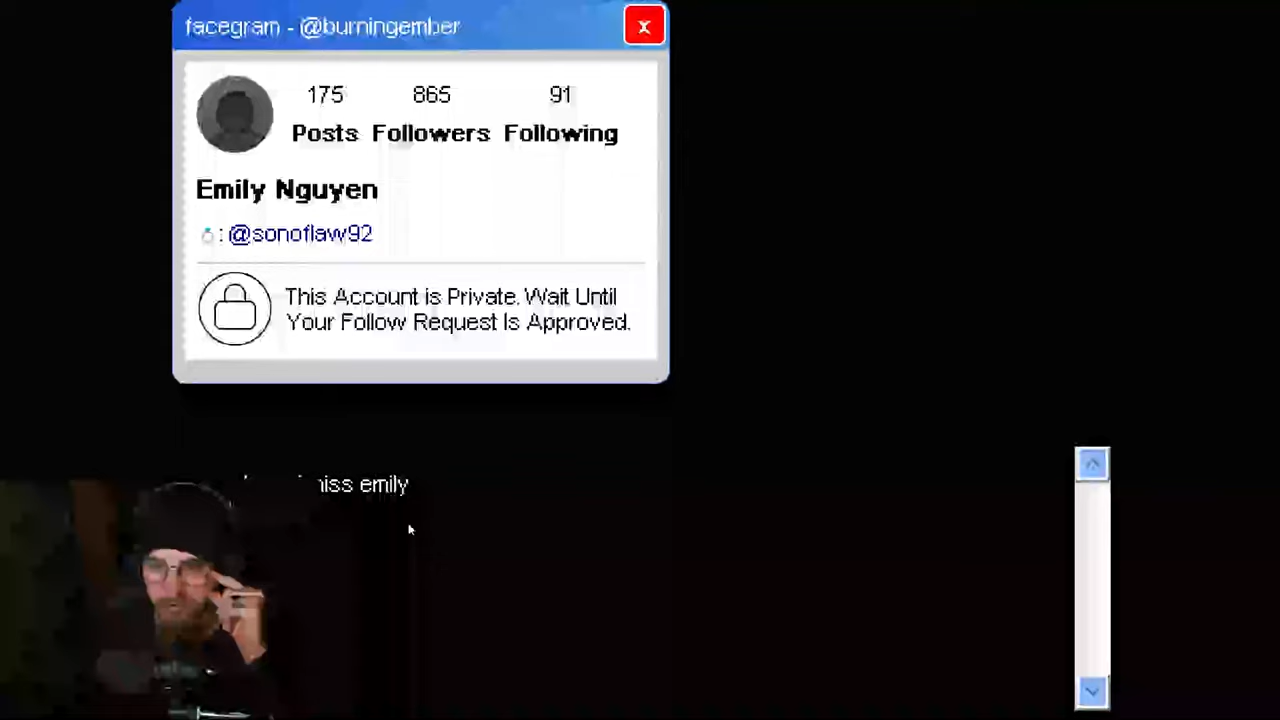 facegram - @burningember
x
175 865 91
Posts Followers Following
Emily Nguyen
💍: @sonoflaw92
This Account is Private. Wait Until
Your Follow Request Is Approved.
emily